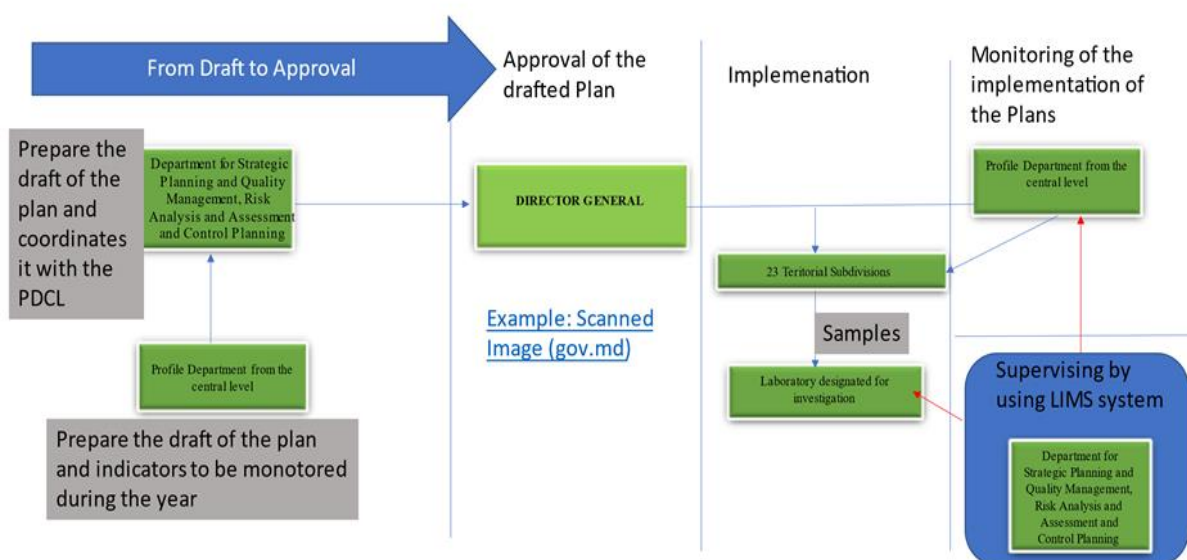 From Draft to Approval
Approval of the
drafted Plan
Implemenation
Monitoring of the
implementation of
the Plans
Prepare the
draft of the
plan and
coordinates
it with the
PDCL
Department for Strategic
Planning and Quality
Management, Risk
Analysis and Assessment
and Control Planning
DIRECTOR GENERAL
Profile Department from the
central level
23 Teritorial Subdivisions
Example: Scanned
Image (gov.md)
Samples
Profile Department from the
central level
Laboratory designated for
investigation
Supervising by
using LIMS system
Prepare the draft of the plan
and indicators to be monotored
during the year
Department for
Strategic Planning and
Quality Management,
Risk Analysis and
Assessment and
Control Planning